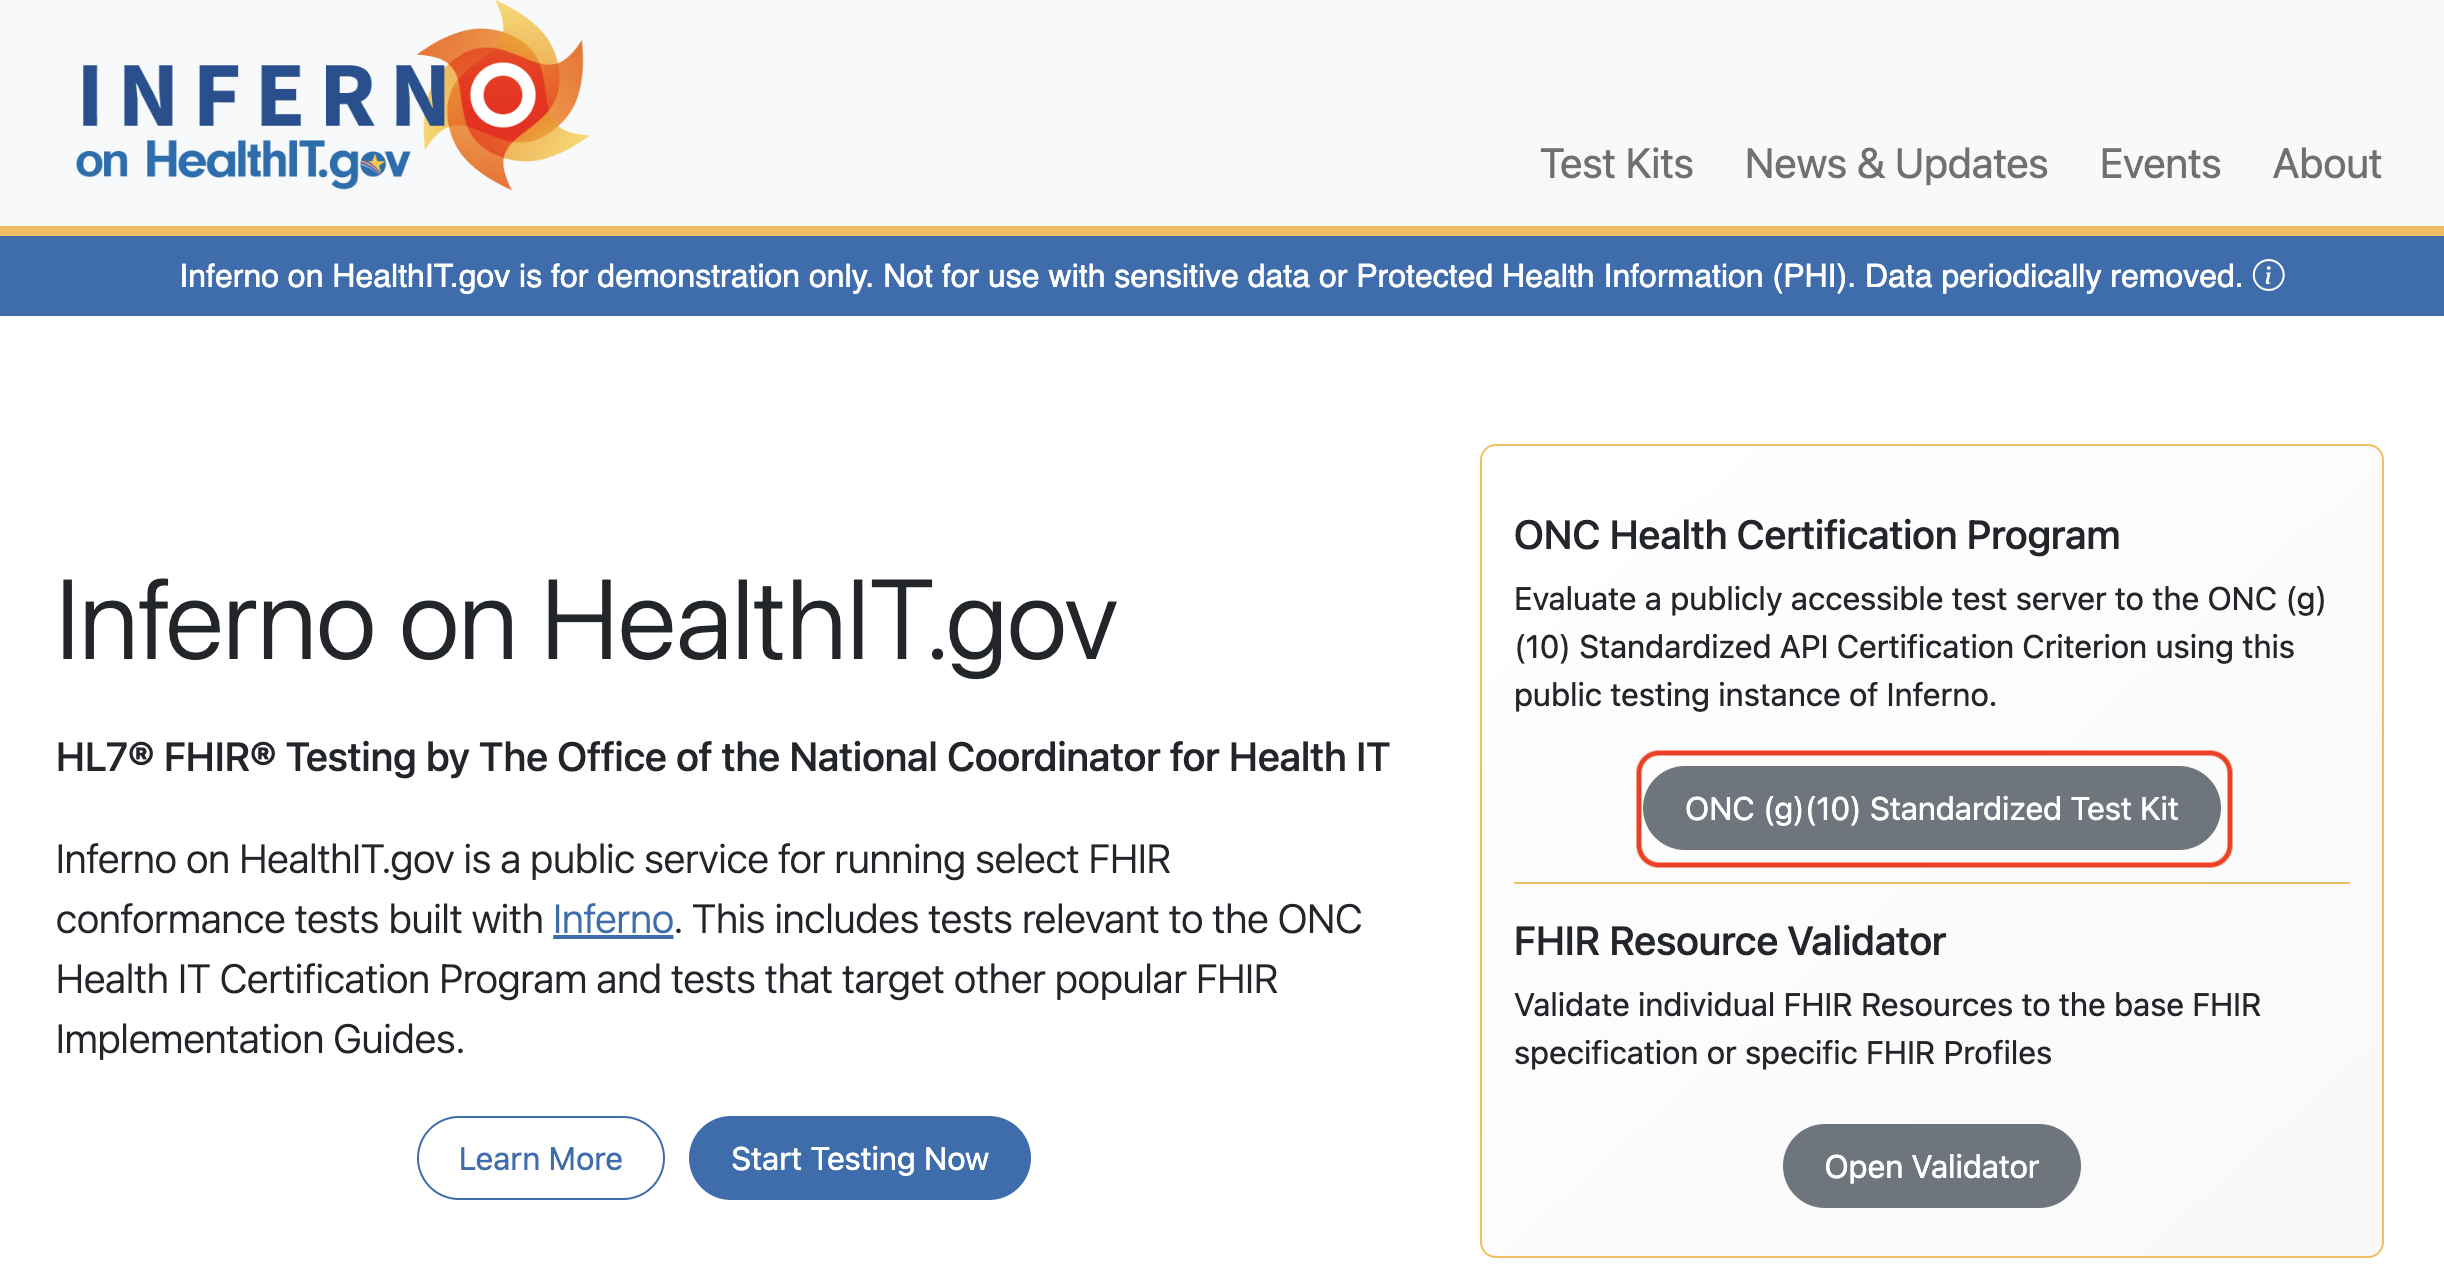 INFERNO
on HealthIT.gov
Test Kits News & Updates Events About
Inferno on HealthIT.gov is for demonstration only. Not for use with sensitive data or Protected Health Information (PHI). Data periodically removed. i
Inferno on HealthIT.gov
HL7® FHIR® Testing by The Office of the National Coordinator for Health IT
Inferno on HealthIT.gov is a public service for running select FHIR
conformance tests built with Inferno. This includes tests relevant to the ONC
Health IT Certification Program and tests that target other popular FHIR
Implementation Guides.
Learn More
Start Testing Now
ONC Health Certification Program
Evaluate a publicly accessible test server to the ONC (g)
(10) Standardized API Certification Criterion using this
public testing instance of Inferno.
ONC (g)(10) Standardized Test Kit
FHIR Resource Validator
Validate individual FHIR Resources to the base FHIR
specification or specific FHIR Profiles
Open Validator